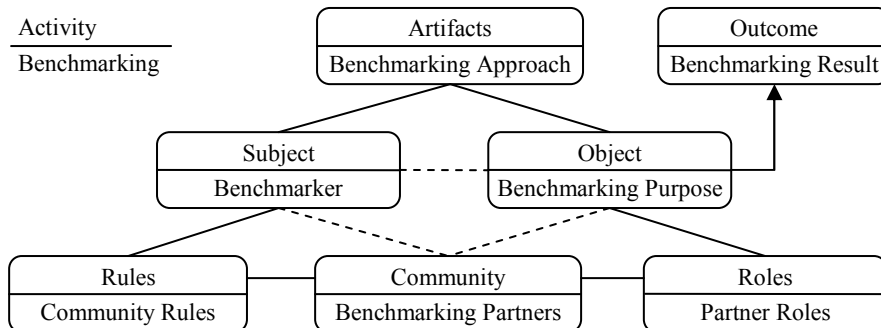 Activity
Benchmarking
Artifacts
Benchmarking Approach
Outcome
Benchmarking Result
Subject
Benchmarker
Object
Benchmarking Purpose
Rules
Community Rules
Community
Benchmarking Partners
Roles
Partner Roles